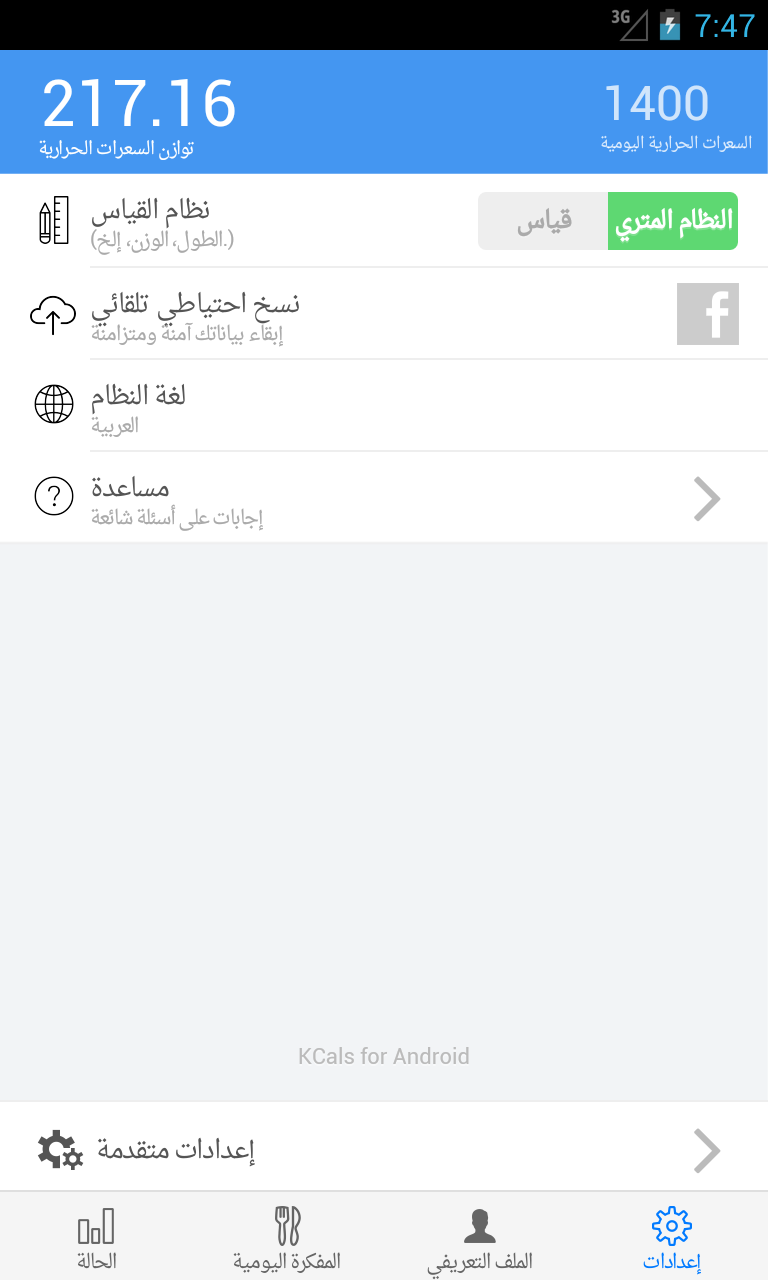 3G
7:47
217.16
توازن السعرات الحرارية
1400
السعرات الحرارية اليومية
نظام القياس
(.الطول، الوزن، إلخ)
قياس
النظام المتري
نسخ احتياطي تلقائي
إبقاء بياناتك آمنة ومتزامنة
f
لغة النظام
العربية
?
مساعدة
إجابات على أسئلة شائعة
KCals for Android
إعدادات متقدمة
الحالة
المفكرة اليومية
الملف التعريفي
إعدادات